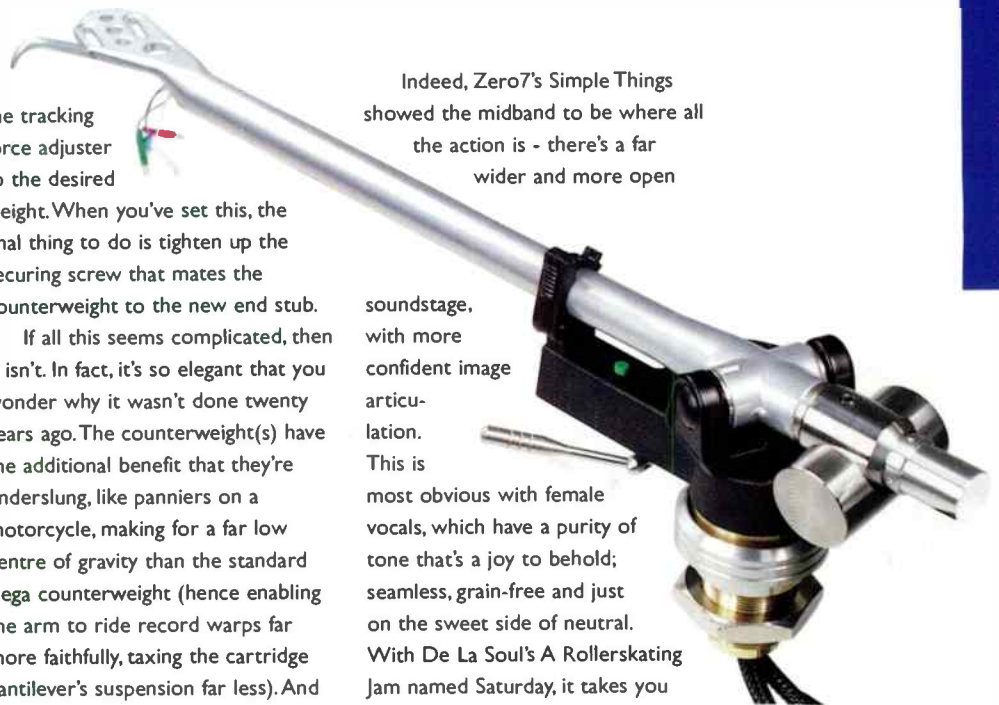 he tracking
orce adjuster
o the desired
eight. When you've set this, the
nal thing to do is tighten up the
ecuring screw that mates the
ounterweight to the new end stub.
If all this seems complicated, then
isn't. In fact, it's so elegant that you
onder why it wasn't done twenty
ears ago. The counterweight(s) have
he additional benefit that they're
nderslung, like panniers on a
otorcycle, making for a far low
entre of gravity than the standard
ega counterweight (hence enabling
he arm to ride record warps far
ore faithfully, taxing the cartridge
antilever's suspension far less). And
Indeed, Zero7's Simple Things
showed the midband to be where all
the action is - there's a far
wider and more open
soundstage,
with more
confident image
articu-
lation.
This is
most obvious with female
vocals, which have a purity of
tone that's a joy to behold;
seamless, grain-free and just
on the sweet side of neutral.
With De La Soul's A Rollerskating
Jam named Saturday, it takes you